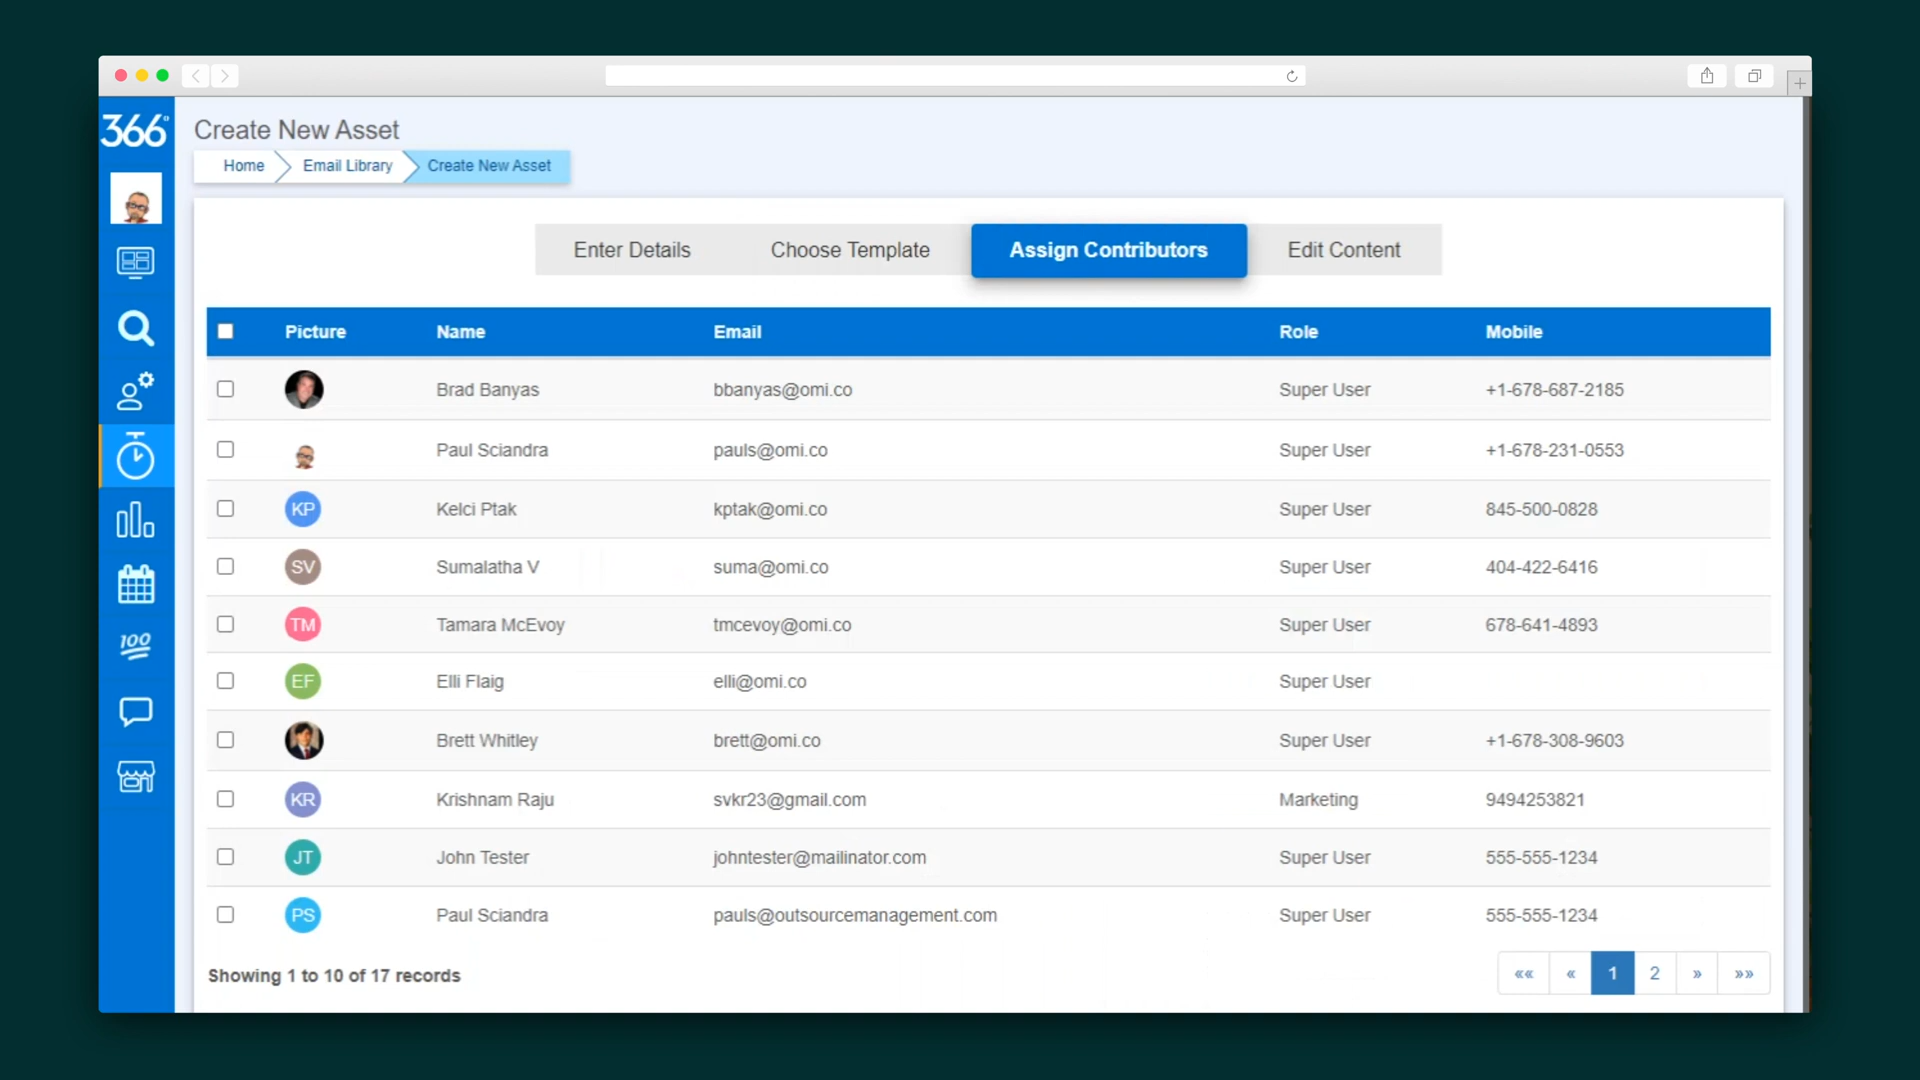 366°
Create New Asset
Home Email Library Create New Asset
Enter Details Choose Template Assign Contributors Edit Content
Picture Name Email Role Mobile
Brad Banyas bbanyas@omi.co Super User +1-678-687-2185
Paul Sciandra pauls@omi.co Super User +1-678-231-0553
KP Kelci Ptak kptak@omi.co Super User 845-500-0828
SV Sumalatha V suma@omi.co Super User 404-422-6416
TM Tamara McEvoy tmcevoy@omi.co Super User 678-641-4893
EF Elli Flaig elli@omi.co Super User
Brett Whitley brett@omi.co Super User +1-678-308-9603
KR Krishnam Raju svkr23@gmail.com Marketing 9494253821
JT John Tester johntester@mailinator.com Super User 555-555-1234
PS Paul Sciandra pauls@outsourcemanagement.com Super User 555-555-1234
Showing 1 to 10 of 17 records
«« « 1 2 » »»
100